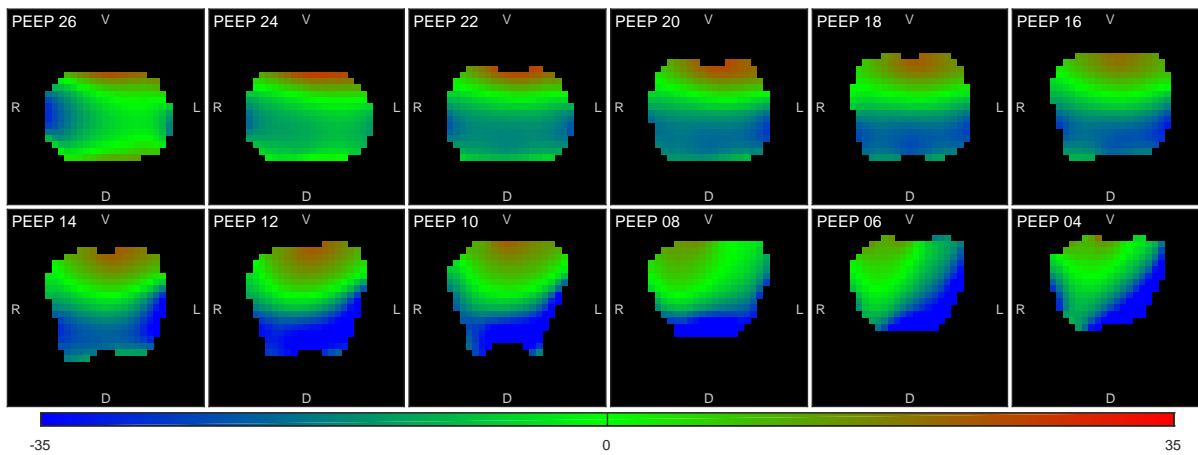 PEEP 26 V PEEP 24 V PEEP 22 V PEEP 20 V PEEP 18 V PEEP 16 V
R L R L R L R L R L R L
D D D D D D
PEEP 14 V PEEP 12 V PEEP 10 V PEEP 08 V PEEP 06 V PEEP 04 V
R L R L R L R L R L R L
D D D D D D
-35 0 35